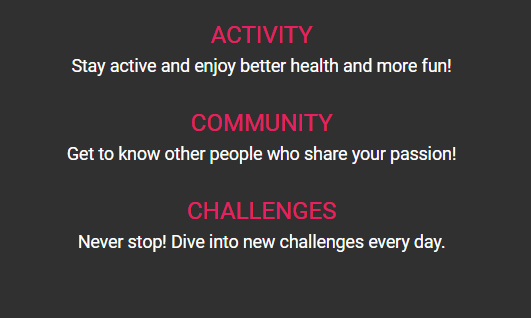 ACTIVITY
Stay active and enjoy better health and more fun!
COMMUNITY
Get to know other people who share your passion!
CHALLENGES
Never stop! Dive into new challenges every day.